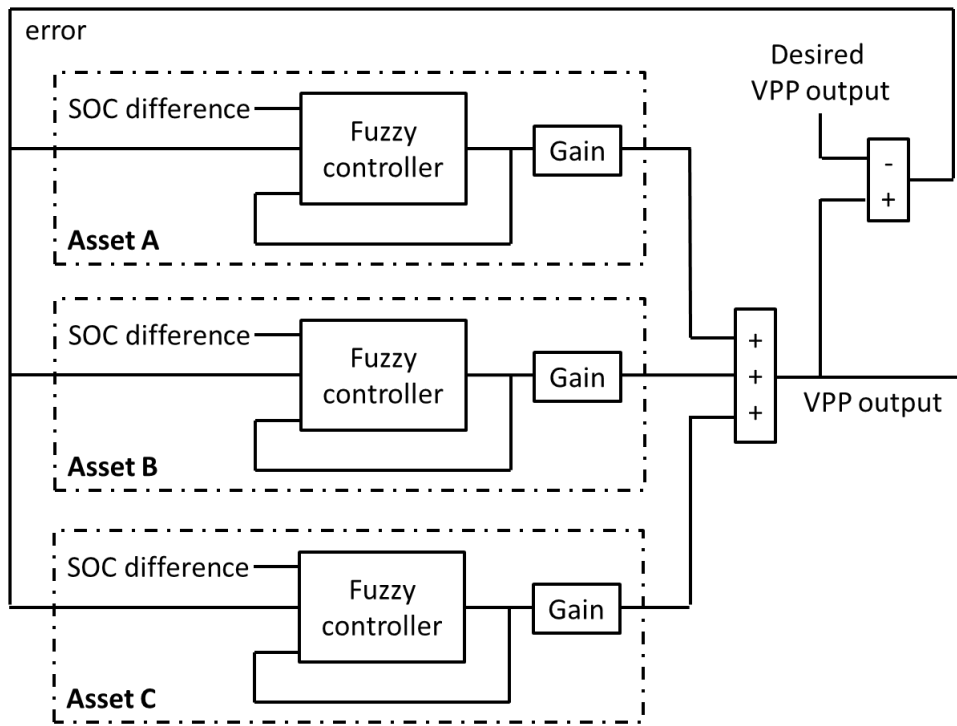 error
Desired
VPP output
SOC difference
Fuzzy
controller
Gain
-
+
Asset A
SOC difference
Fuzzy
controller
Gain
+
+
+
VPP output
Asset B
SOC difference
Fuzzy
controller
Gain
Asset C